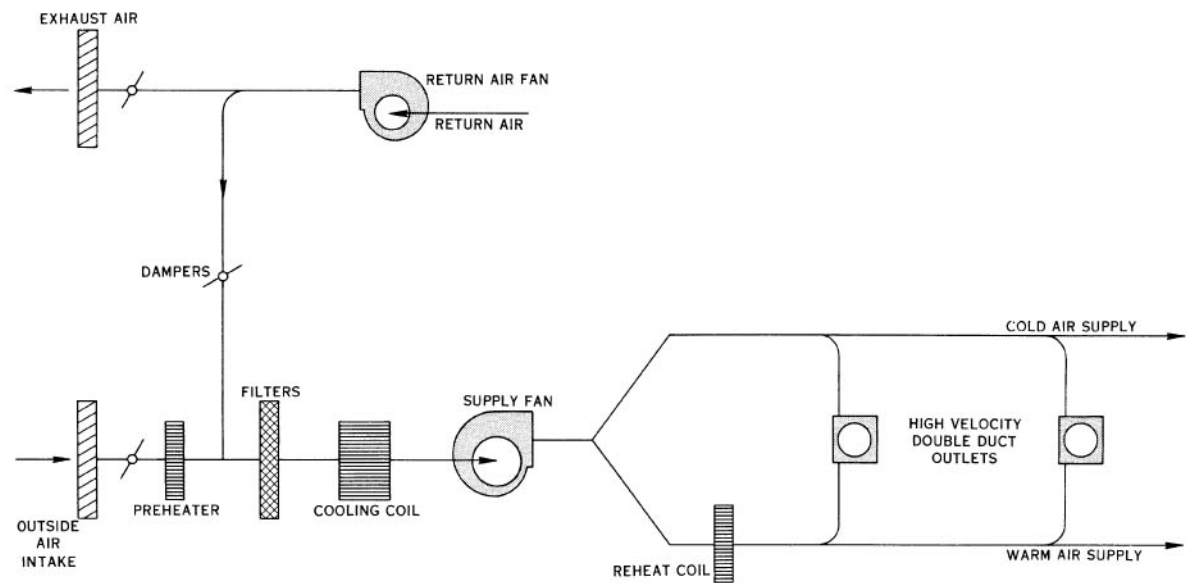 EXHAUST AIR
RETURN AIR FAN
RETURN AIR
DAMPERS
COLD AIR SUPPLY
FILTERS
SUPPLY FAN
HIGH VELOCITY
DOUBLE DUCT
OUTLETS
PREHEATER
COOLING COIL
OUTSIDE
AIR
INTAKE
REHEAT COIL
WARM AIR SUPPLY